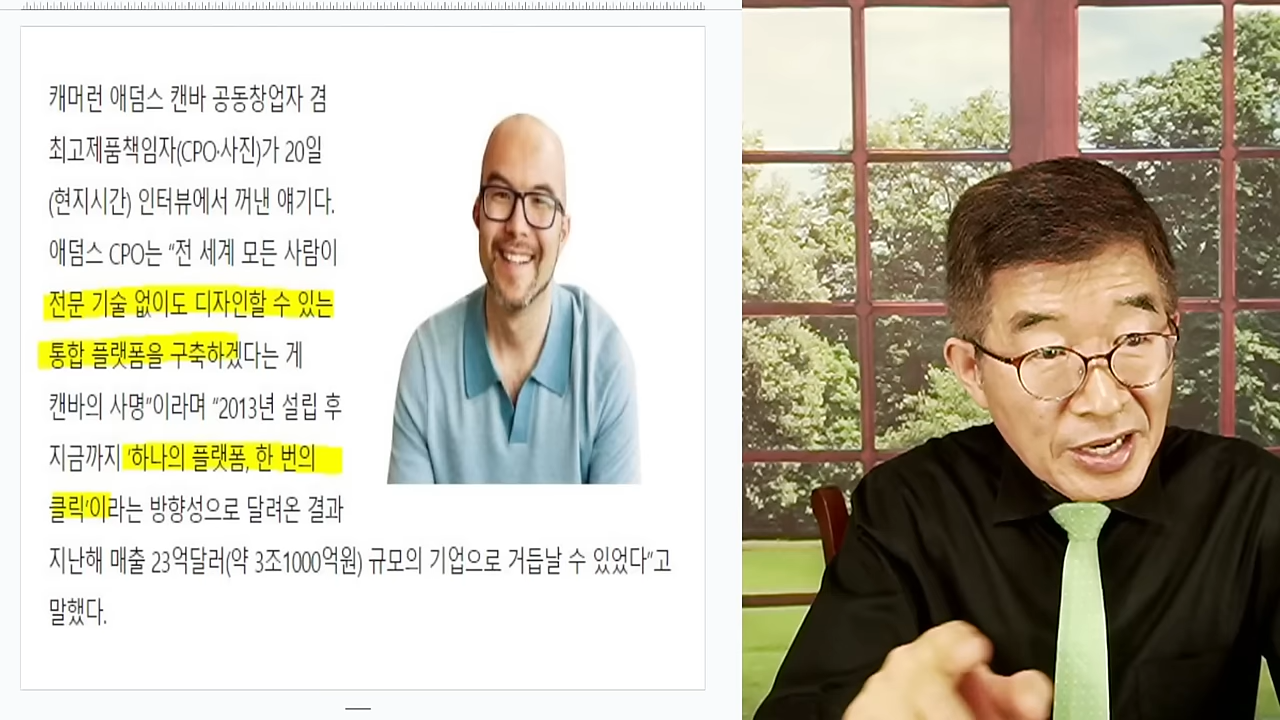 캐머런 애덤스 캔바 공동창업자 겸
최고제품책임자(CPO·사진)가 20일
(현지시간) 인터뷰에서 꺼낸 얘기다.
애덤스 CPO는 “전 세계 모든 사람이
전문 기술 없이도 디자인할 수 있는
통합 플랫폼을 구축하겠다는 게
캔바의 사명”이라며 “2013년 설립 후
지금까지 ‘하나의 플랫폼, 한 번의
클릭’이라는 방향성으로 달려온 결과
지난해 매출 23억달러(약 3조1000억원) 규모의 기업으로 거듭날 수 있었다”고
말했다.